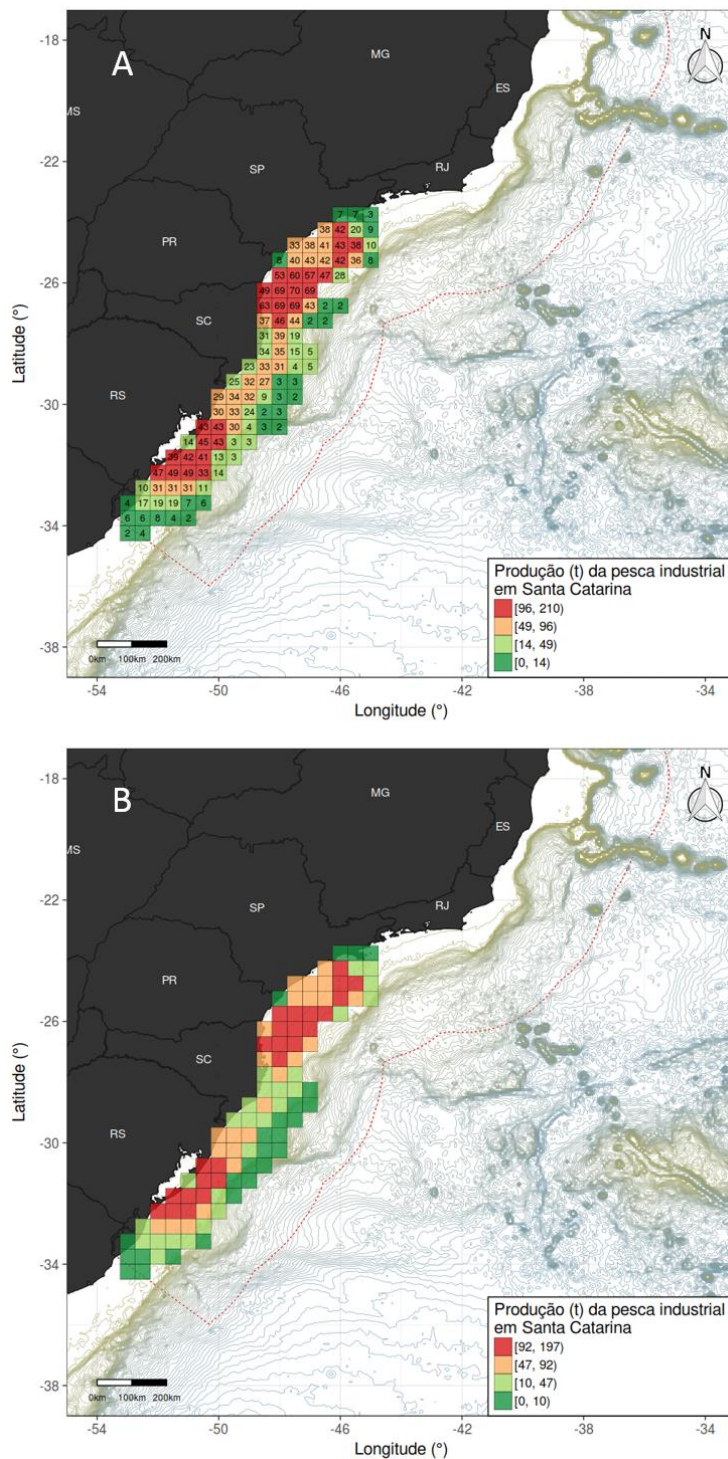 A
N
-18
MG
ES
MS
-22
SP
RJ
7 7 3
38 42 20 9
PR
33 38 41 43 38 10
8 40 43 42 42 36 8
-26
53 60 57 47 28
49 69 70 69
63 69 69 43 2 2
SC
37 46 44 2 2
31 39 19
34 35 15 5
23 33 31 4 5
RS
25 32 27 3 3
29 34 32 9 3 2
-30
30 33 24 2 3
43 43 30 4 3 2
14 45 43 3 3
39 42 41 13 3
47 49 49 33 14
10 31 31 31 11
4 17 19 19 7 6
6 6 8 4 2
-34
2 4
Latitude (°)
Produção (t) da pesca industrial
em Santa Catarina
[96, 210)
[49, 96)
[14, 49)
[0, 14)
-38
0km 100km 200km
-54 -50 -46 -42 -38 -34
Longitude (°)
B
N
-18
MG
ES
MS
-22
SP
RJ
PR
-26
SC
RS
-30
-34
Latitude (°)
Produção (t) da pesca industrial
em Santa Catarina
[92, 197)
[47, 92)
[10, 47)
[0, 10)
-38
0km 100km 200km
-54 -50 -46 -42 -38 -34
Longitude (°)